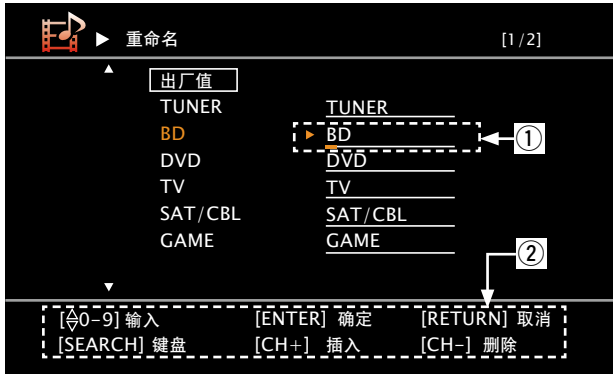 重命名 [1/2]
出厂值
TUNER TUNER
BD BD ①
DVD DVD
TV TV
SAT/CBL SAT/CBL
GAME GAME
②
[0-9] 输入 [ENTER] 确定 [RETURN] 取消
[SEARCH] 键盘 [CH+] 插入 [CH-] 删除